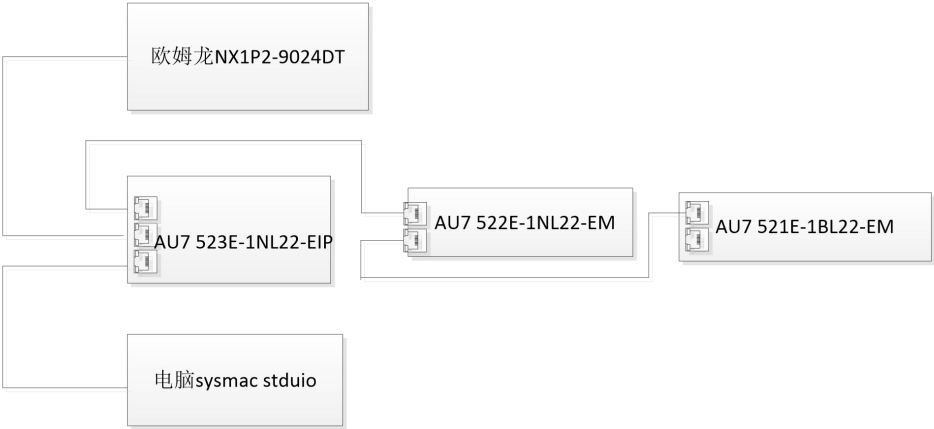 欧姆龙NX1P2-9024DT
AU7 523E-1NL22-EIP
AU7 522E-1NL22-EM
AU7 521E-1BL22-EM
电脑sysmac stduio